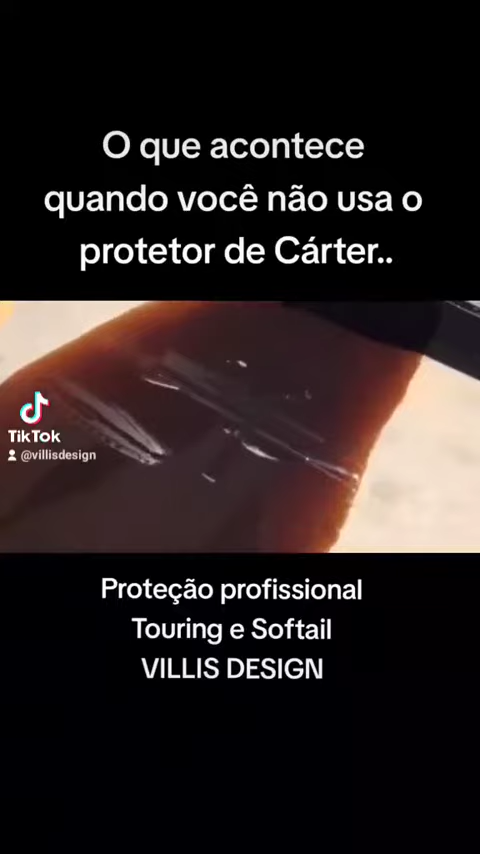 O que acontece
quando você não usa o
protetor de Cárter..
TikTok
@villisdesign
Proteção profissional
Touring e Softail
VILLIS DESIGN